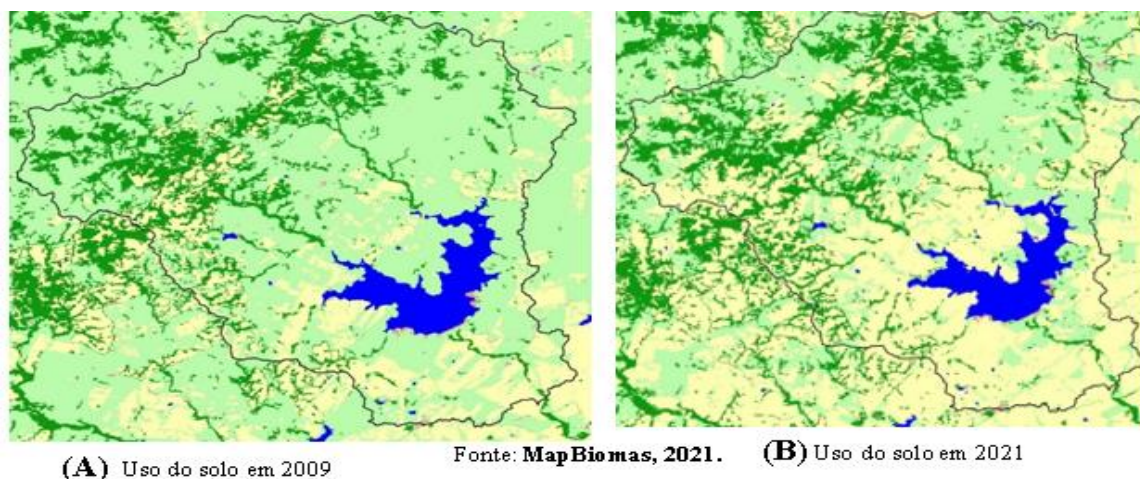 (A) Uso do solo em 2009
Fonte: MapBiomas, 2021.
(B) Uso do solo em 2021